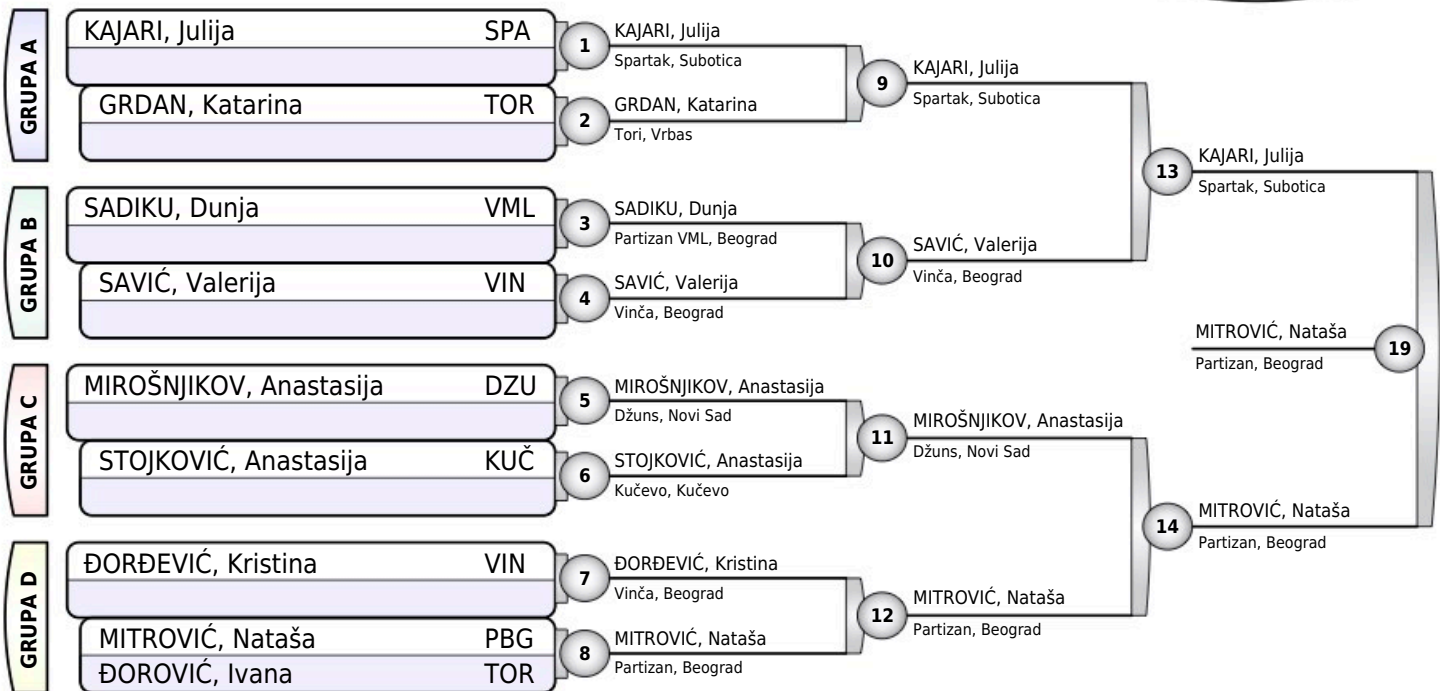 GRUPA A
KAJARI, Julija SPA
GRDAN, Katarina TOR
1
KAJARI, Julija
Spartak, Subotica
2
GRDAN, Katarina
Tori, Vrbas
9
KAJARI, Julija
Spartak, Subotica
GRUPA B
SADIKU, Dunja VML
SAVIĆ, Valerija VIN
3
SADIKU, Dunja
Partizan VML, Beograd
4
SAVIĆ, Valerija
Vinča, Beograd
10
SAVIĆ, Valerija
Vinča, Beograd
13
KAJARI, Julija
Spartak, Subotica
GRUPA C
MIROŠNJIKOV, Anastasija DZU
STOJKOVIĆ, Anastasija KUČ
5
MIROŠNJIKOV, Anastasija
Džuns, Novi Sad
6
STOJKOVIĆ, Anastasija
Kučevo, Kučevo
11
MIROŠNJIKOV, Anastasija
Džuns, Novi Sad
GRUPA D
ĐORĐEVIĆ, Kristina VIN
MITROVIĆ, Nataša PBG
ĐOROVIĆ, Ivana TOR
7
ĐORĐEVIĆ, Kristina
Vinča, Beograd
8
MITROVIĆ, Nataša
Partizan, Beograd
12
MITROVIĆ, Nataša
Partizan, Beograd
14
MITROVIĆ, Nataša
Partizan, Beograd
MITROVIĆ, Nataša
Partizan, Beograd
19